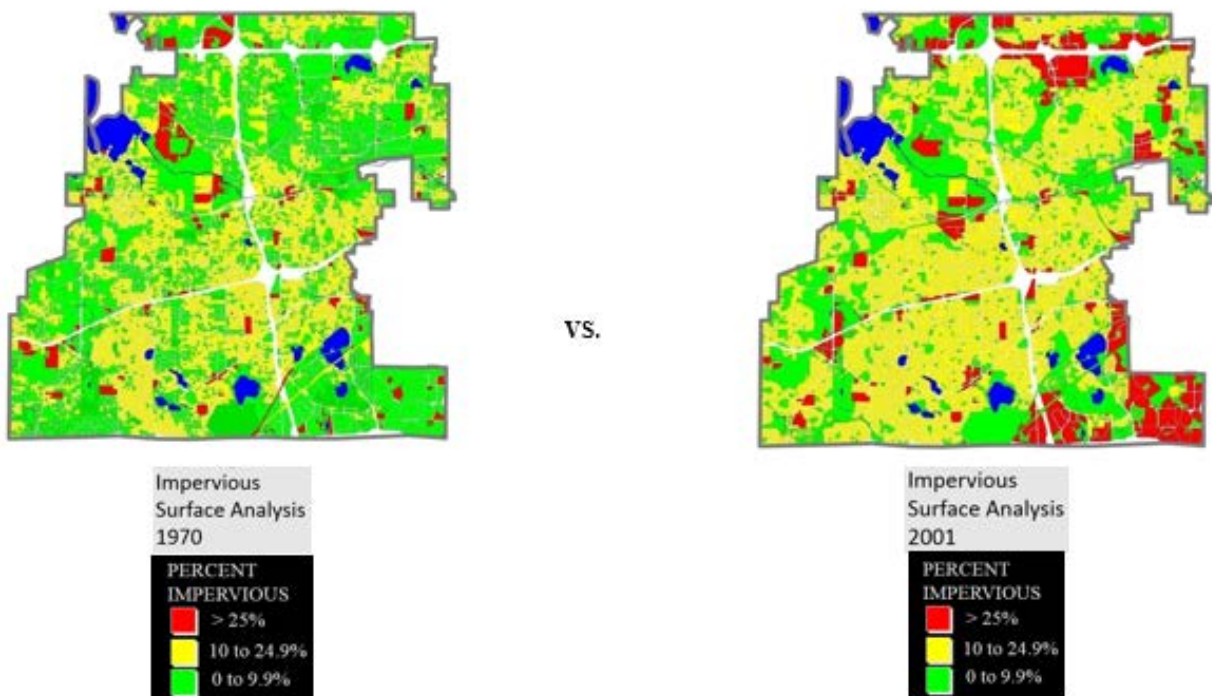 vs.
Impervious
Surface Analysis
1970
PERCENT
IMPERVIOUS
> 25%
10 to 24.9%
0 to 9.9%
Impervious
Surface Analysis
2001
PERCENT
IMPERVIOUS
> 25%
10 to 24.9%
0 to 9.9%